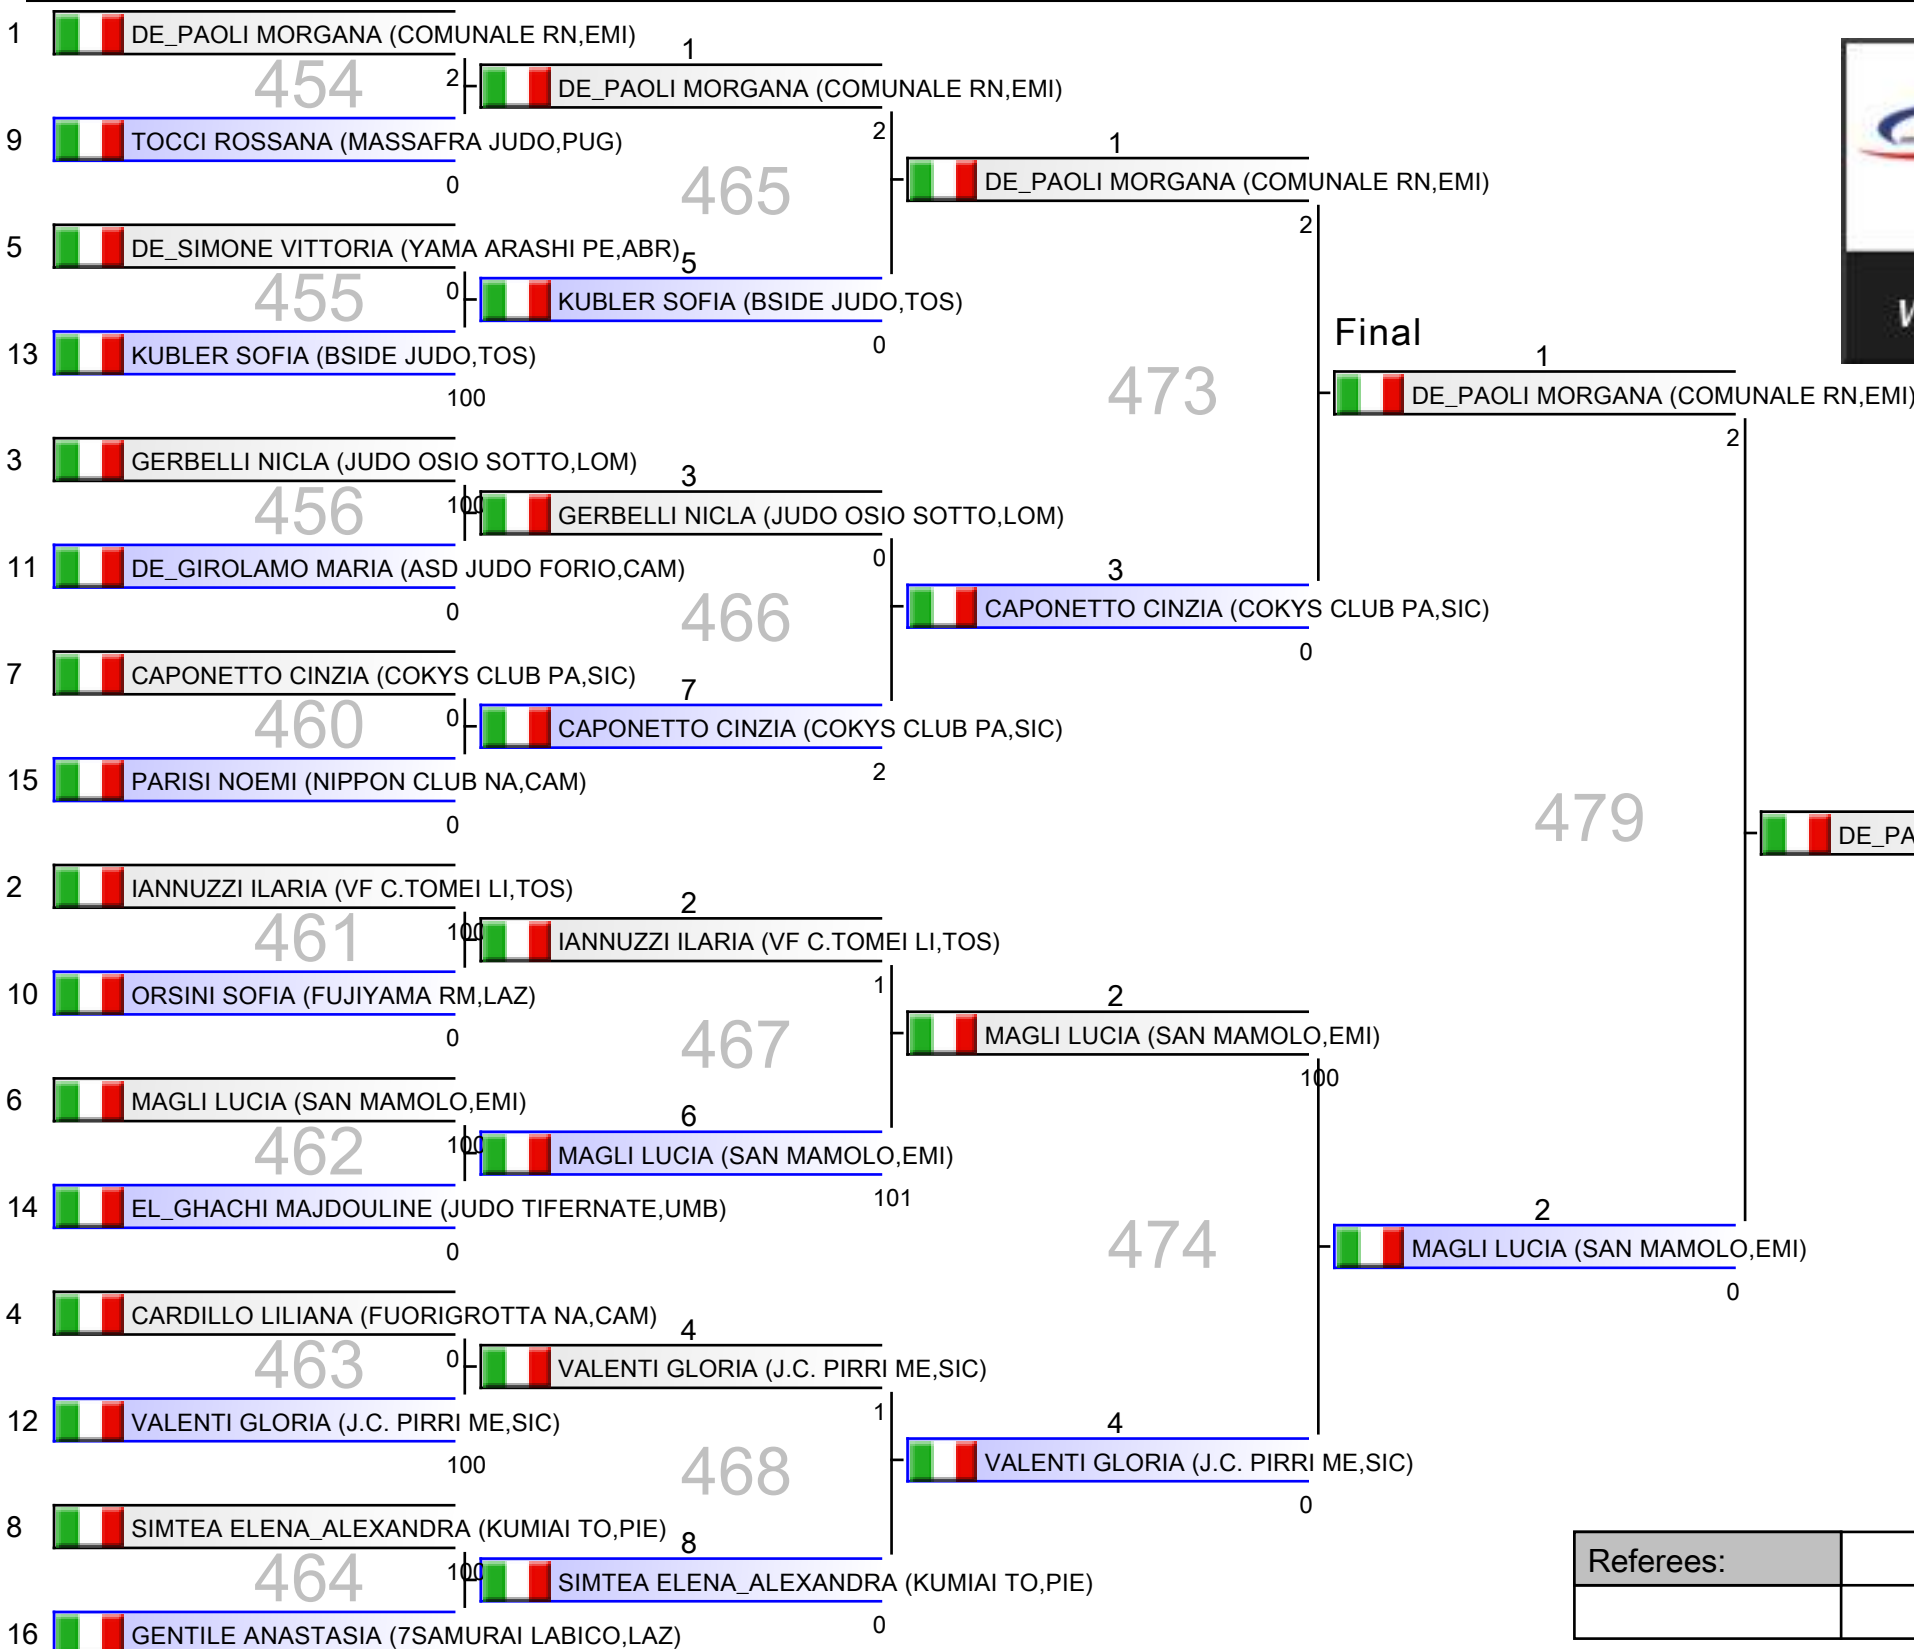 1 DE_PAOLI MORGANA (COMUNALE RN,EMI)
454
2
9 TOCCI ROSSANA (MASSAFRA JUDO,PUG)
0
1
DE_PAOLI MORGANA (COMUNALE RN,EMI)
2
465
5 DE_SIMONE VITTORIA (YAMA ARASHI PE,ABR)
455
0
13 KUBLER SOFIA (BSIDE JUDO,TOS)
100
5
KUBLER SOFIA (BSIDE JUDO,TOS)
0
1
DE_PAOLI MORGANA (COMUNALE RN,EMI)
2
473
3 GERBELLI NICLA (JUDO OSIO SOTTO,LOM)
456
100
11 DE_GIROLAMO MARIA (ASD JUDO FORIO,CAM)
0
3
GERBELLI NICLA (JUDO OSIO SOTTO,LOM)
0
466
7 CAPONETTO CINZIA (COKYS CLUB PA,SIC)
460
0
15 PARISI NOEMI (NIPPON CLUB NA,CAM)
0
7
CAPONETTO CINZIA (COKYS CLUB PA,SIC)
2
3
CAPONETTO CINZIA (COKYS CLUB PA,SIC)
0
Final
1
DE_PAOLI MORGANA (COMUNALE RN,EMI)
2
479
DE_PA
2 IANNUZZI ILARIA (VF C.TOMEI LI,TOS)
461
100
10 ORSINI SOFIA (FUJIYAMA RM,LAZ)
0
2
IANNUZZI ILARIA (VF C.TOMEI LI,TOS)
1
467
6 MAGLI LUCIA (SAN MAMOLO,EMI)
462
100
14 EL_GHACHI MAJDOULINE (JUDO TIFERNATE,UMB)
0
6
MAGLI LUCIA (SAN MAMOLO,EMI)
101
2
MAGLI LUCIA (SAN MAMOLO,EMI)
100
474
4 CARDILLO LILIANA (FUORIGROTTA NA,CAM)
463
0
12 VALENTI GLORIA (J.C. PIRRI ME,SIC)
100
4
VALENTI GLORIA (J.C. PIRRI ME,SIC)
1
468
8 SIMTEA ELENA_ALEXANDRA (KUMIAI TO,PIE)
464
100
16 GENTILE ANASTASIA (7SAMURAI LABICO,LAZ)
8
SIMTEA ELENA_ALEXANDRA (KUMIAI TO,PIE)
0
4
VALENTI GLORIA (J.C. PIRRI ME,SIC)
0
2
MAGLI LUCIA (SAN MAMOLO,EMI)
0
Referees: